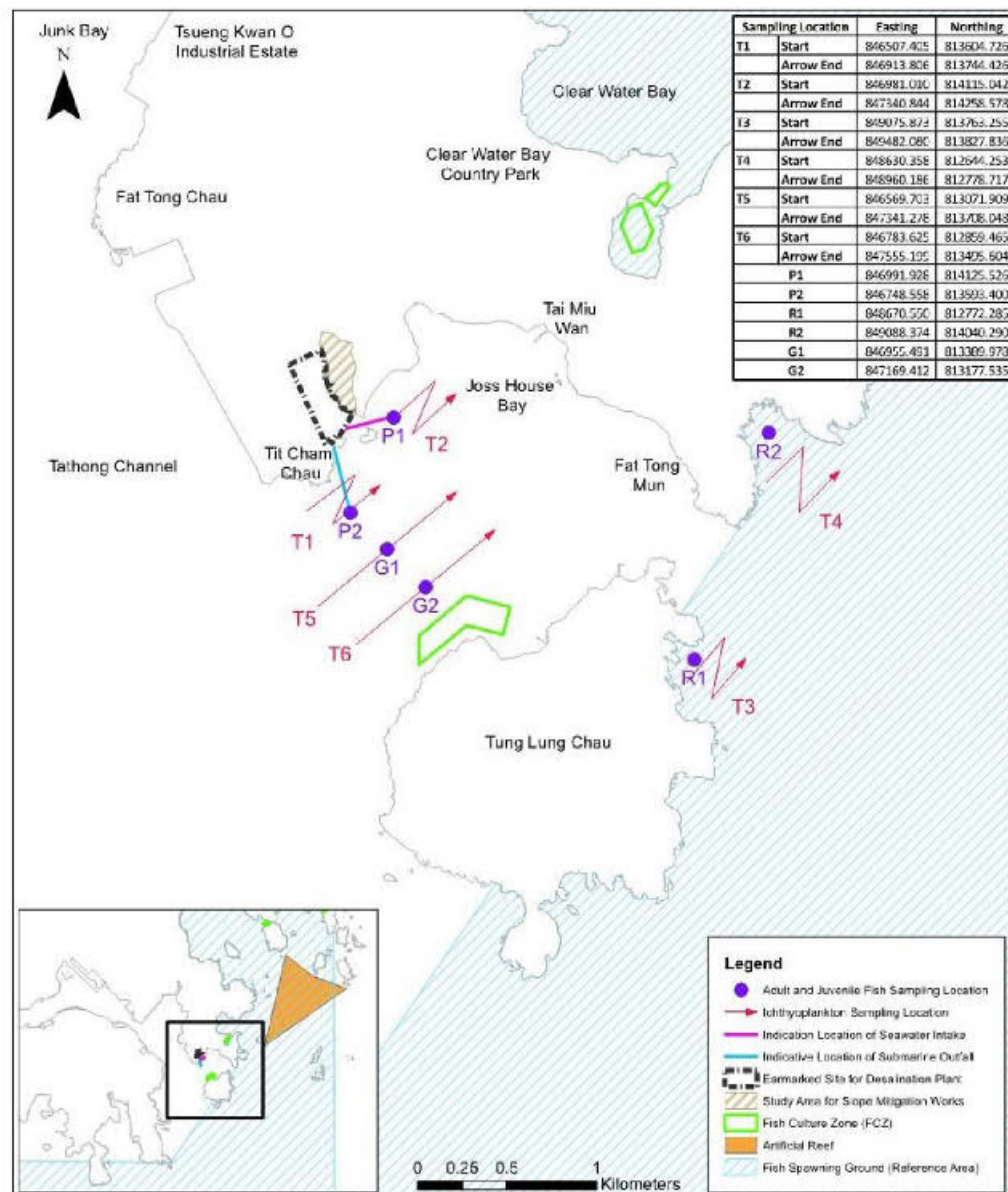 Junk Bay
N
Tsueng Kwan O
Industrial Estate
Clear Water Bay
Clear Water Bay
Country Park
Fat Tong Chau
Sampling Location Easting Northing
T1 Start 846507.405 813604.726
Arrow End 846913.806 813744.426
T2 Start 846981.010 814115.042
Arrow End 847340.844 814258.573
T3 Start 849075.873 813763.255
Arrow End 849482.080 813827.836
T4 Start 848630.358 812644.253
Arrow End 848960.186 812778.717
T5 Start 846569.703 813071.909
Arrow End 847341.278 813708.048
T6 Start 846783.625 812859.465
Arrow End 847555.199 813495.604
P1 846991.928 814125.526
P2 846748.558 813593.400
R1 848670.550 812772.285
R2 849088.374 814040.290
G1 846955.491 813389.978
G2 847169.412 813177.535
Tai Miu
Wan
Joss House
Bay
P1
T2
R2
Tathong Channel
Tit Cham
Chau
Fat Tong
Mun
T4
T1
P2
G1
T5
G2
T6
R1
T3
Tung Lung Chau
Legend
Adult and Juvenile Fish Sampling Location
Ichthyoplankton Sampling Location
Indication Location of Seawater Intake
Indicative Location of Submarine Outfall
Earmarked Site for Desalination Plant
Study Area for Slope Mitigation Works
Fish Culture Zone (FCZ)
Artificial Reef
Fish Spawning Ground (Reference Area)
0 0.25 0.5 1
Kilometers